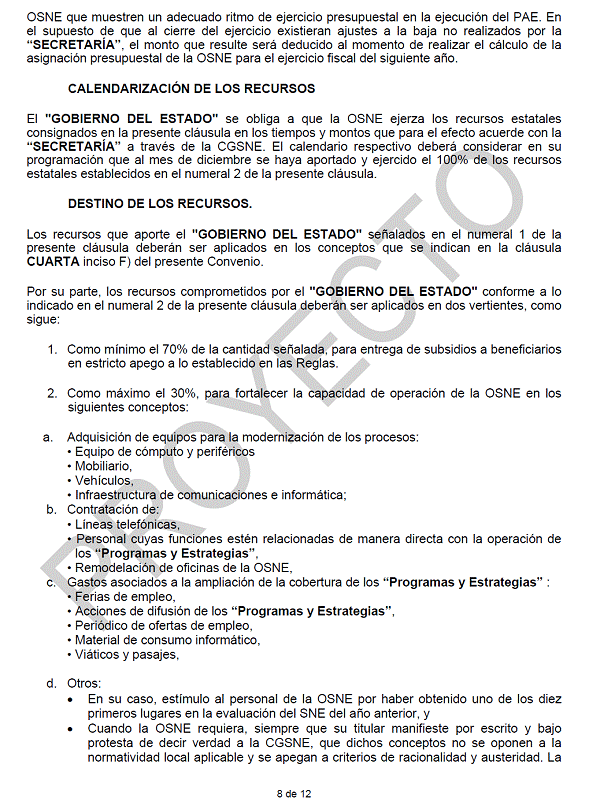 OSNE que muestren un adecuado ritmo de ejercicio presupuestal en la ejecución del PAE. En
el supuesto de que al cierre del ejercicio existieran ajustes a la baja no realizados por la
“SECRETARÍA”, el monto que resulte será deducido al momento de realizar el cálculo de la
asignación presupuestal de la OSNE para el ejercicio fiscal del siguiente año.
CALENDARIZACIÓN DE LOS RECURSOS
El "GOBIERNO DEL ESTADO" se obliga a que la OSNE ejerza los recursos estatales
consignados en la presente cláusula en los tiempos y montos que para el efecto acuerde con la
“SECRETARÍA” a través de la CGSNE. El calendario respectivo deberá considerar en su
programación que al mes de diciembre se haya aportado y ejercido el 100% de los recursos
estatales establecidos en el numeral 2 de la presente cláusula.
DESTINO DE LOS RECURSOS.
Los recursos que aporte el "GOBIERNO DEL ESTADO" señalados en el numeral 1 de la
presente cláusula deberán ser aplicados en los conceptos que se indican en la cláusula
CUARTA inciso F) del presente Convenio.
Por su parte, los recursos comprometidos por el "GOBIERNO DEL ESTADO" conforme a lo
indicado en el numeral 2 de la presente cláusula deberán ser aplicados en dos vertientes, como
sigue:
1. Como mínimo el 70% de la cantidad señalada, para entrega de subsidios a beneficiarios
en estricto apego a lo establecido en las Reglas.
2. Como máximo el 30%, para fortalecer la capacidad de operación de la OSNE en los
siguientes conceptos:
a. Adquisición de equipos para la modernización de los procesos:
• Equipo de cómputo y periféricos
• Mobiliario,
• Vehículos,
• Infraestructura de comunicaciones e informática;
b. Contratación de:
• Líneas telefónicas,
• Personal cuyas funciones estén relacionadas de manera directa con la operación de
los “Programas y Estrategias”,
• Remodelación de oficinas de la OSNE,
c. Gastos asociados a la ampliación de la cobertura de los “Programas y Estrategias” :
• Ferias de empleo,
• Acciones de difusión de los “Programas y Estrategias”,
• Periódico de ofertas de empleo,
• Material de consumo informático,
• Viáticos y pasajes,
d. Otros:
• En su caso, estímulo al personal de la OSNE por haber obtenido uno de los diez
primeros lugares en la evaluación del SNE del año anterior, y
• Cuando la OSNE requiera, siempre que su titular manifieste por escrito y bajo
protesta de decir verdad a la CGSNE, que dichos conceptos no se oponen a la
normatividad local aplicable y se apegan a criterios de racionalidad y austeridad. La
8 de 12
PROYECTO